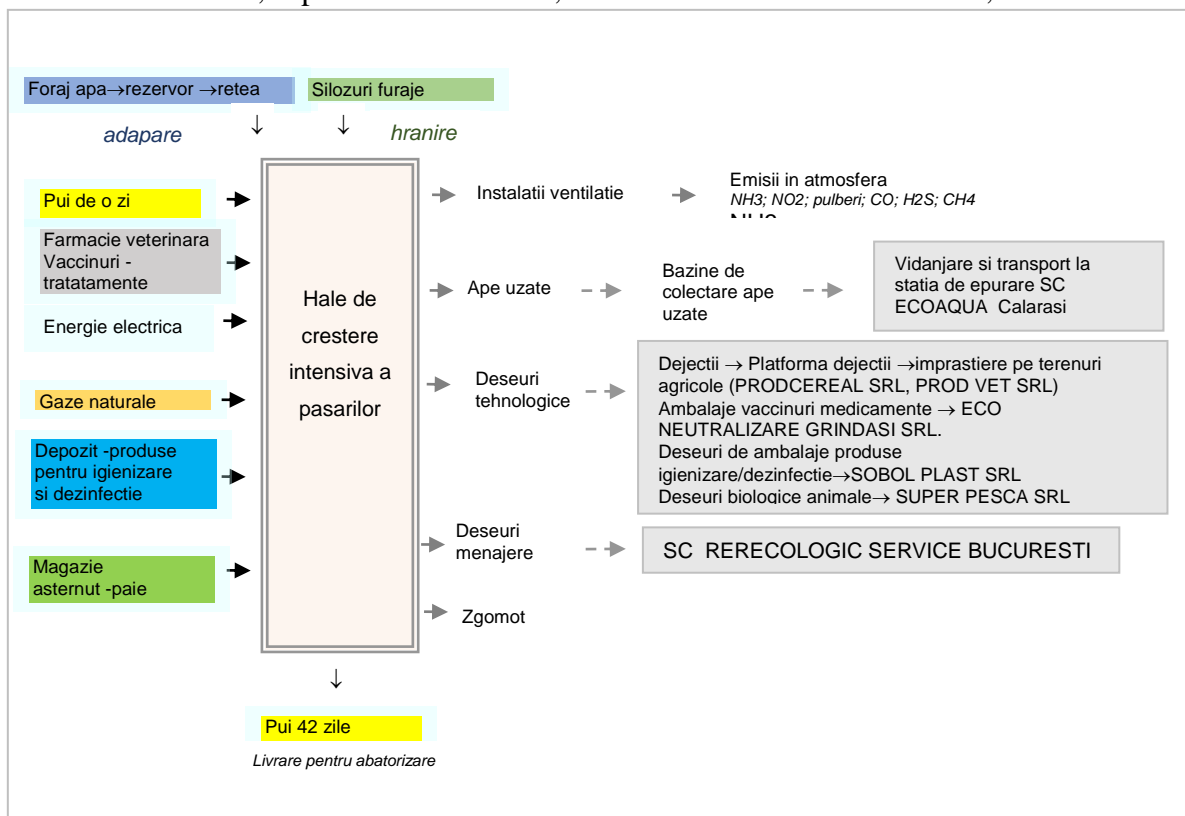 Foraj apa→rezervor →retea
Silozuri furaje
adapare
hranire
Pui de o zi
Farmacie veterinara
Vaccinuri -
tratatamente
Energie electrica
Gaze naturale
Depozit -produse
pentru igienizare
si dezinfectie
Magazie
asternut -paie
Hale de
crestere
intensiva a
pasarilor
Instalatii ventilatie
Emisii in atmosfera
NH3; NO2; pulberi; CO; H2S; CH4
Ape uzate
Bazine de
colectare ape
uzate
Vidanjare si transport la
statia de epurare SC
ECOAQUA Calarasi
Deseuri
tehnologice
Dejectii → Platforma dejectii →imprastiere pe terenuri
agricole (PRODCEREAL SRL, PROD VET SRL)
Ambalaje vaccinuri medicamente → ECO
NEUTRALIZARE GRINDASI SRL.
Deseuri de ambalaje produse
igienizare/dezinfectie→SOBOL PLAST SRL
Deseuri biologice animale→ SUPER PESCA SRL
Deseuri
menajere
SC RERECOLOGIC SERVICE BUCURESTI
Zgomot
Pui 42 zile
Livrare pentru abatorizare